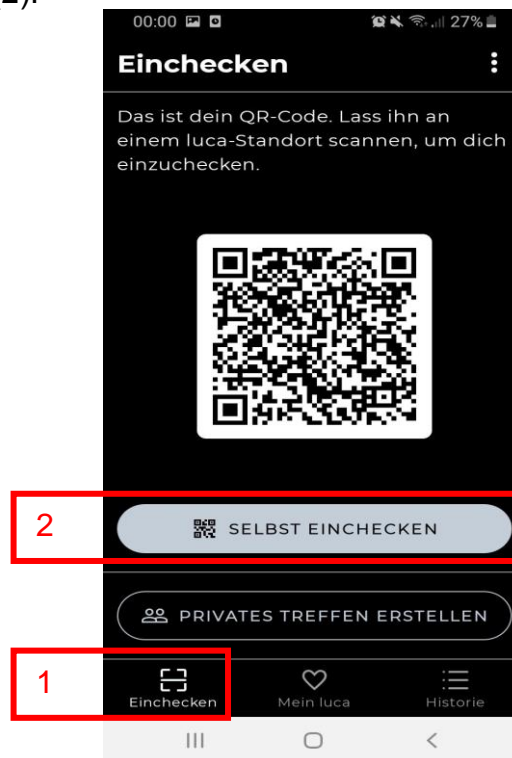 (2).
00:00 27%
Einchecken
Das ist dein QR-Code. Lass ihn an
einem luca-Standort scannen, um dich
einzuchecken.
2
SELBST EINCHECKEN
PRIVATES TREFFEN ERSTELLEN
1
Einchecken Mein luca Historie